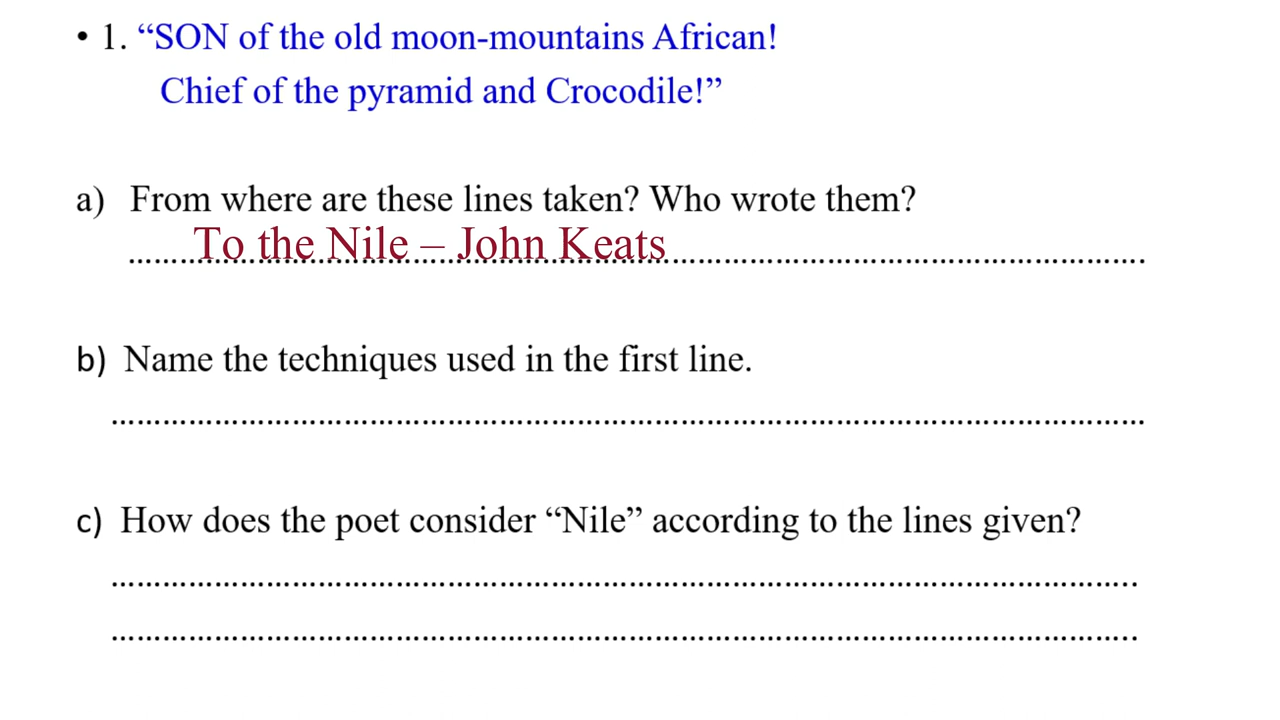 • 1. “SON of the old moon-mountains African!
Chief of the pyramid and Crocodile!”
a) From where are these lines taken? Who wrote them?
To the Nile – John Keats
b) Name the techniques used in the first line.
c) How does the poet consider “Nile” according to the lines given?